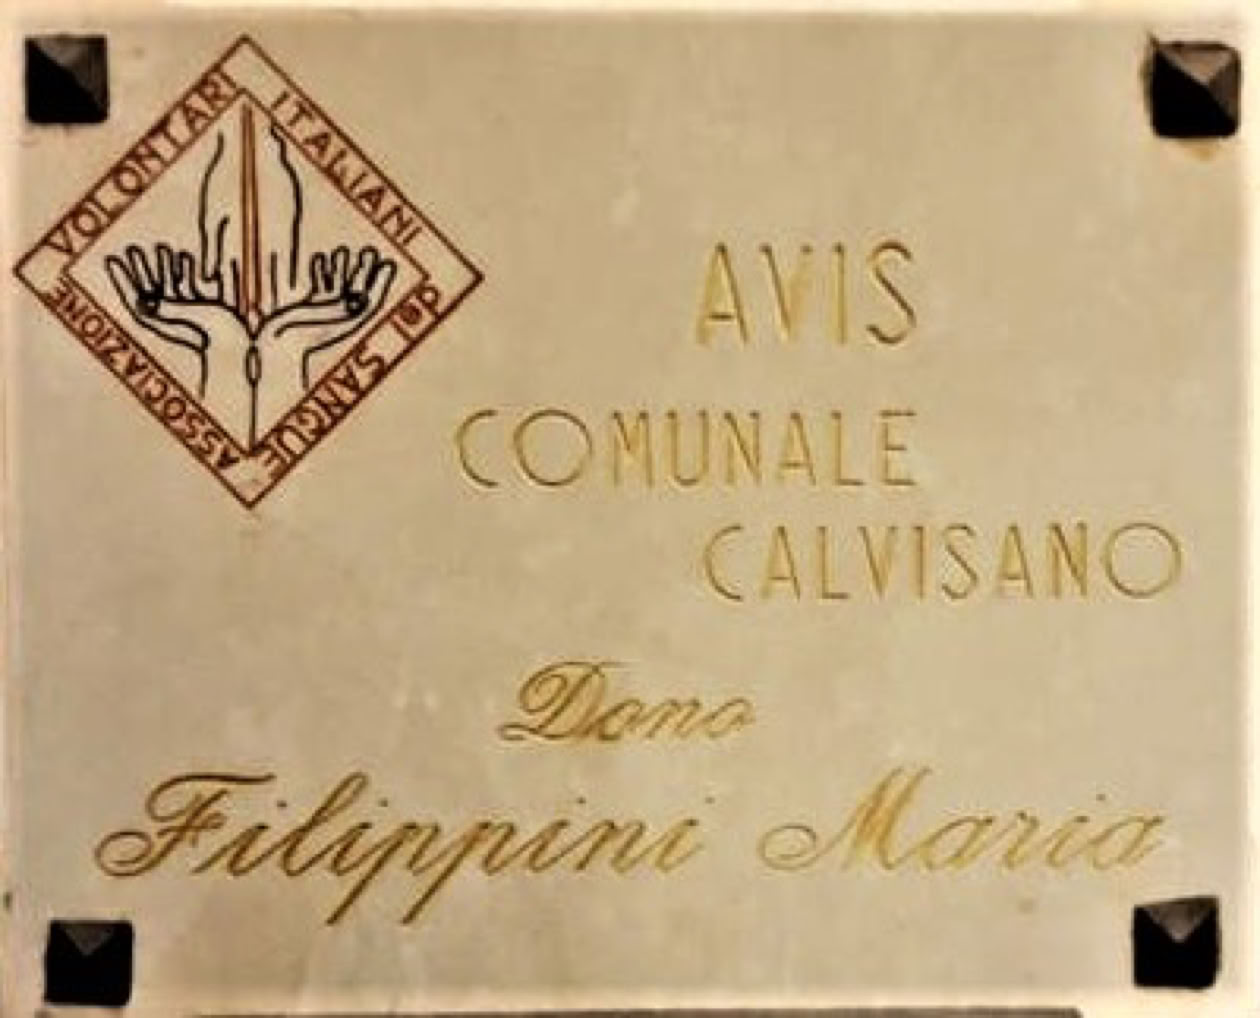 ASSOCIAZIONE
VOLONTARI
ITALIANI
del SANGUE
AVIS
COMUNALE
CALVISANO
Dono
Filippini Maria